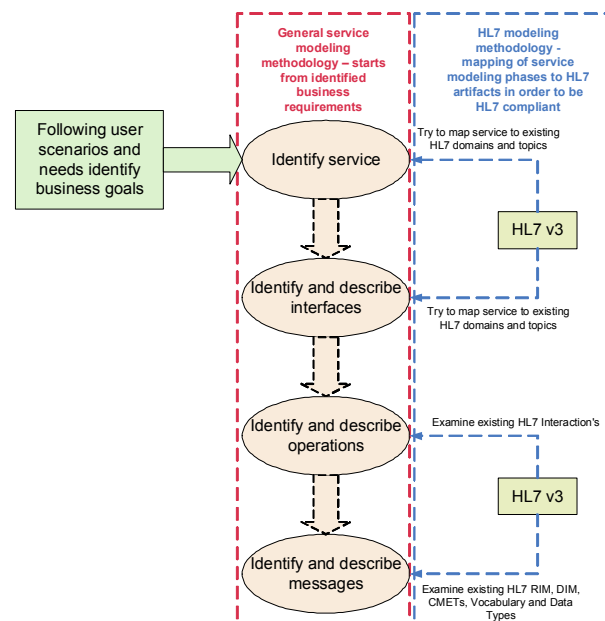 General service
modeling
methodology – starts
from identified
business
requirements
HL7 modeling
methodology -
mapping of service
modeling phases to HL7
artifacts in order to be
HL7 compliant
Following user
scenarios and
needs identify
business goals
Identify service
Try to map service to existing
HL7 domains and topics
HL7 v3
Identify and describe
interfaces
Try to map service to existing
HL7 domains and topics
Identify and describe
operations
Examine existing HL7 Interaction's
HL7 v3
Identify and describe
messages
Examine existing HL7 RIM, DIM,
CMETs, Vocabulary and Data
Types